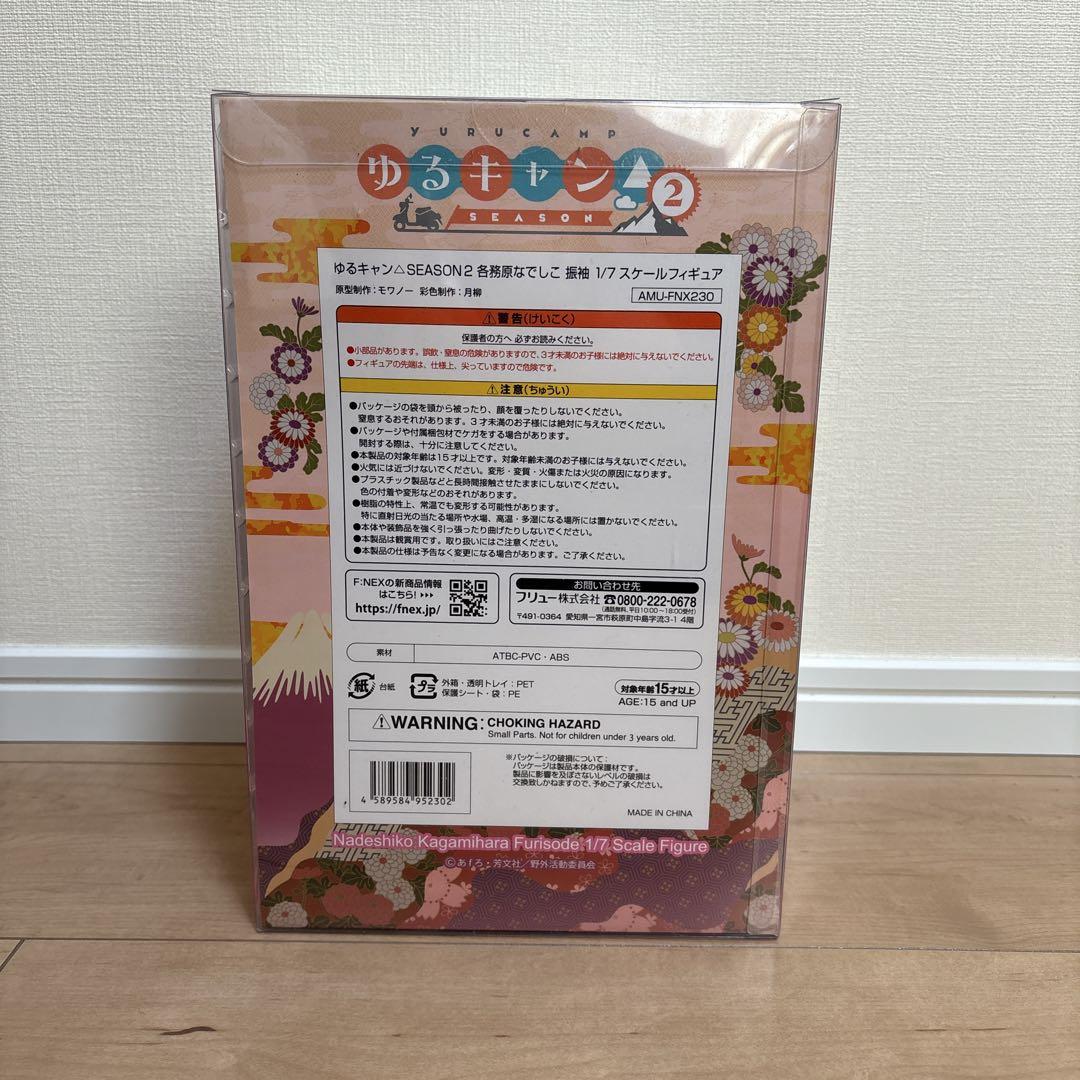 YURUCAMP
ゆるキャン△2
SEASON
ゆるキャン△SEASON2 各務原なでしこ 振袖 1/7 スケールフィギュア
原型制作：モワノー 彩色制作：月柳
AMU-FNX230
⚠警告(けいこく)
保護者の方へ 必ずお読みください。
●小部品があります。誤飲・窒息の危険がありますので、3才未満のお子様には絶対に与えないでください。
●フィギュアの先端は、仕様上、尖っていますので危険です。
⚠注意(ちゅうい)
●パッケージの袋を頭から被ったり、顔を覆ったりしないでください。
窒息するおそれがあります。3才未満のお子様には絶対に与えないでください。
●パッケージや付属梱包材でケガをする場合があります。
開封する際は、十分に注意してください。
●本製品の対象年齢は15才以上です。対象年齢未満のお子様には与えないでください。
●火気には近づけないでください。変形・変質・火傷または火災の原因になります。
●プラスチック製品などと長時間接触させたままにしないでください。
色の付着や変形などのおそれがあります。
●樹脂の特性上、常温でも変形する可能性があります。
特に直射日光の当たる場所や水場、高温・多湿になる場所には置かないでください。
●本体や装飾品を強く引っ張ったり曲げたりしないでください。
●本製品は観賞用です。取り扱いにはご注意ください。
●本製品の仕様は予告なく変更になる場合があります。ご了承ください。
F:NEXの新商品情報
はこちら! ▸▸▸
https://fnex.jp/
お問い合わせ先
フリュー株式会社 ☎0800-222-0678
(通話無料、平日10:00～18:00受付)
〒491-0364 愛知県一宮市萩原町中島字流3-1 4階
素材 ATBC-PVC・ABS
紙 台紙
プラ 外箱・透明トレイ：PET
保護シート・袋：PE
対象年齢15才以上
AGE:15 and UP
⚠WARNING: CHOKING HAZARD
Small Parts. Not for children under 3 years old.
※パッケージの破損について：
パッケージは製品本体の保護材です。
製品に影響を及ぼさないレベルの破損は
交換致しかねますので、予めご了承ください。
4 589584 952302
MADE IN CHINA
Nadeshiko Kagamihara Furisode 1/7 Scale Figure
©あfろ・芳文社／野外活動委員会